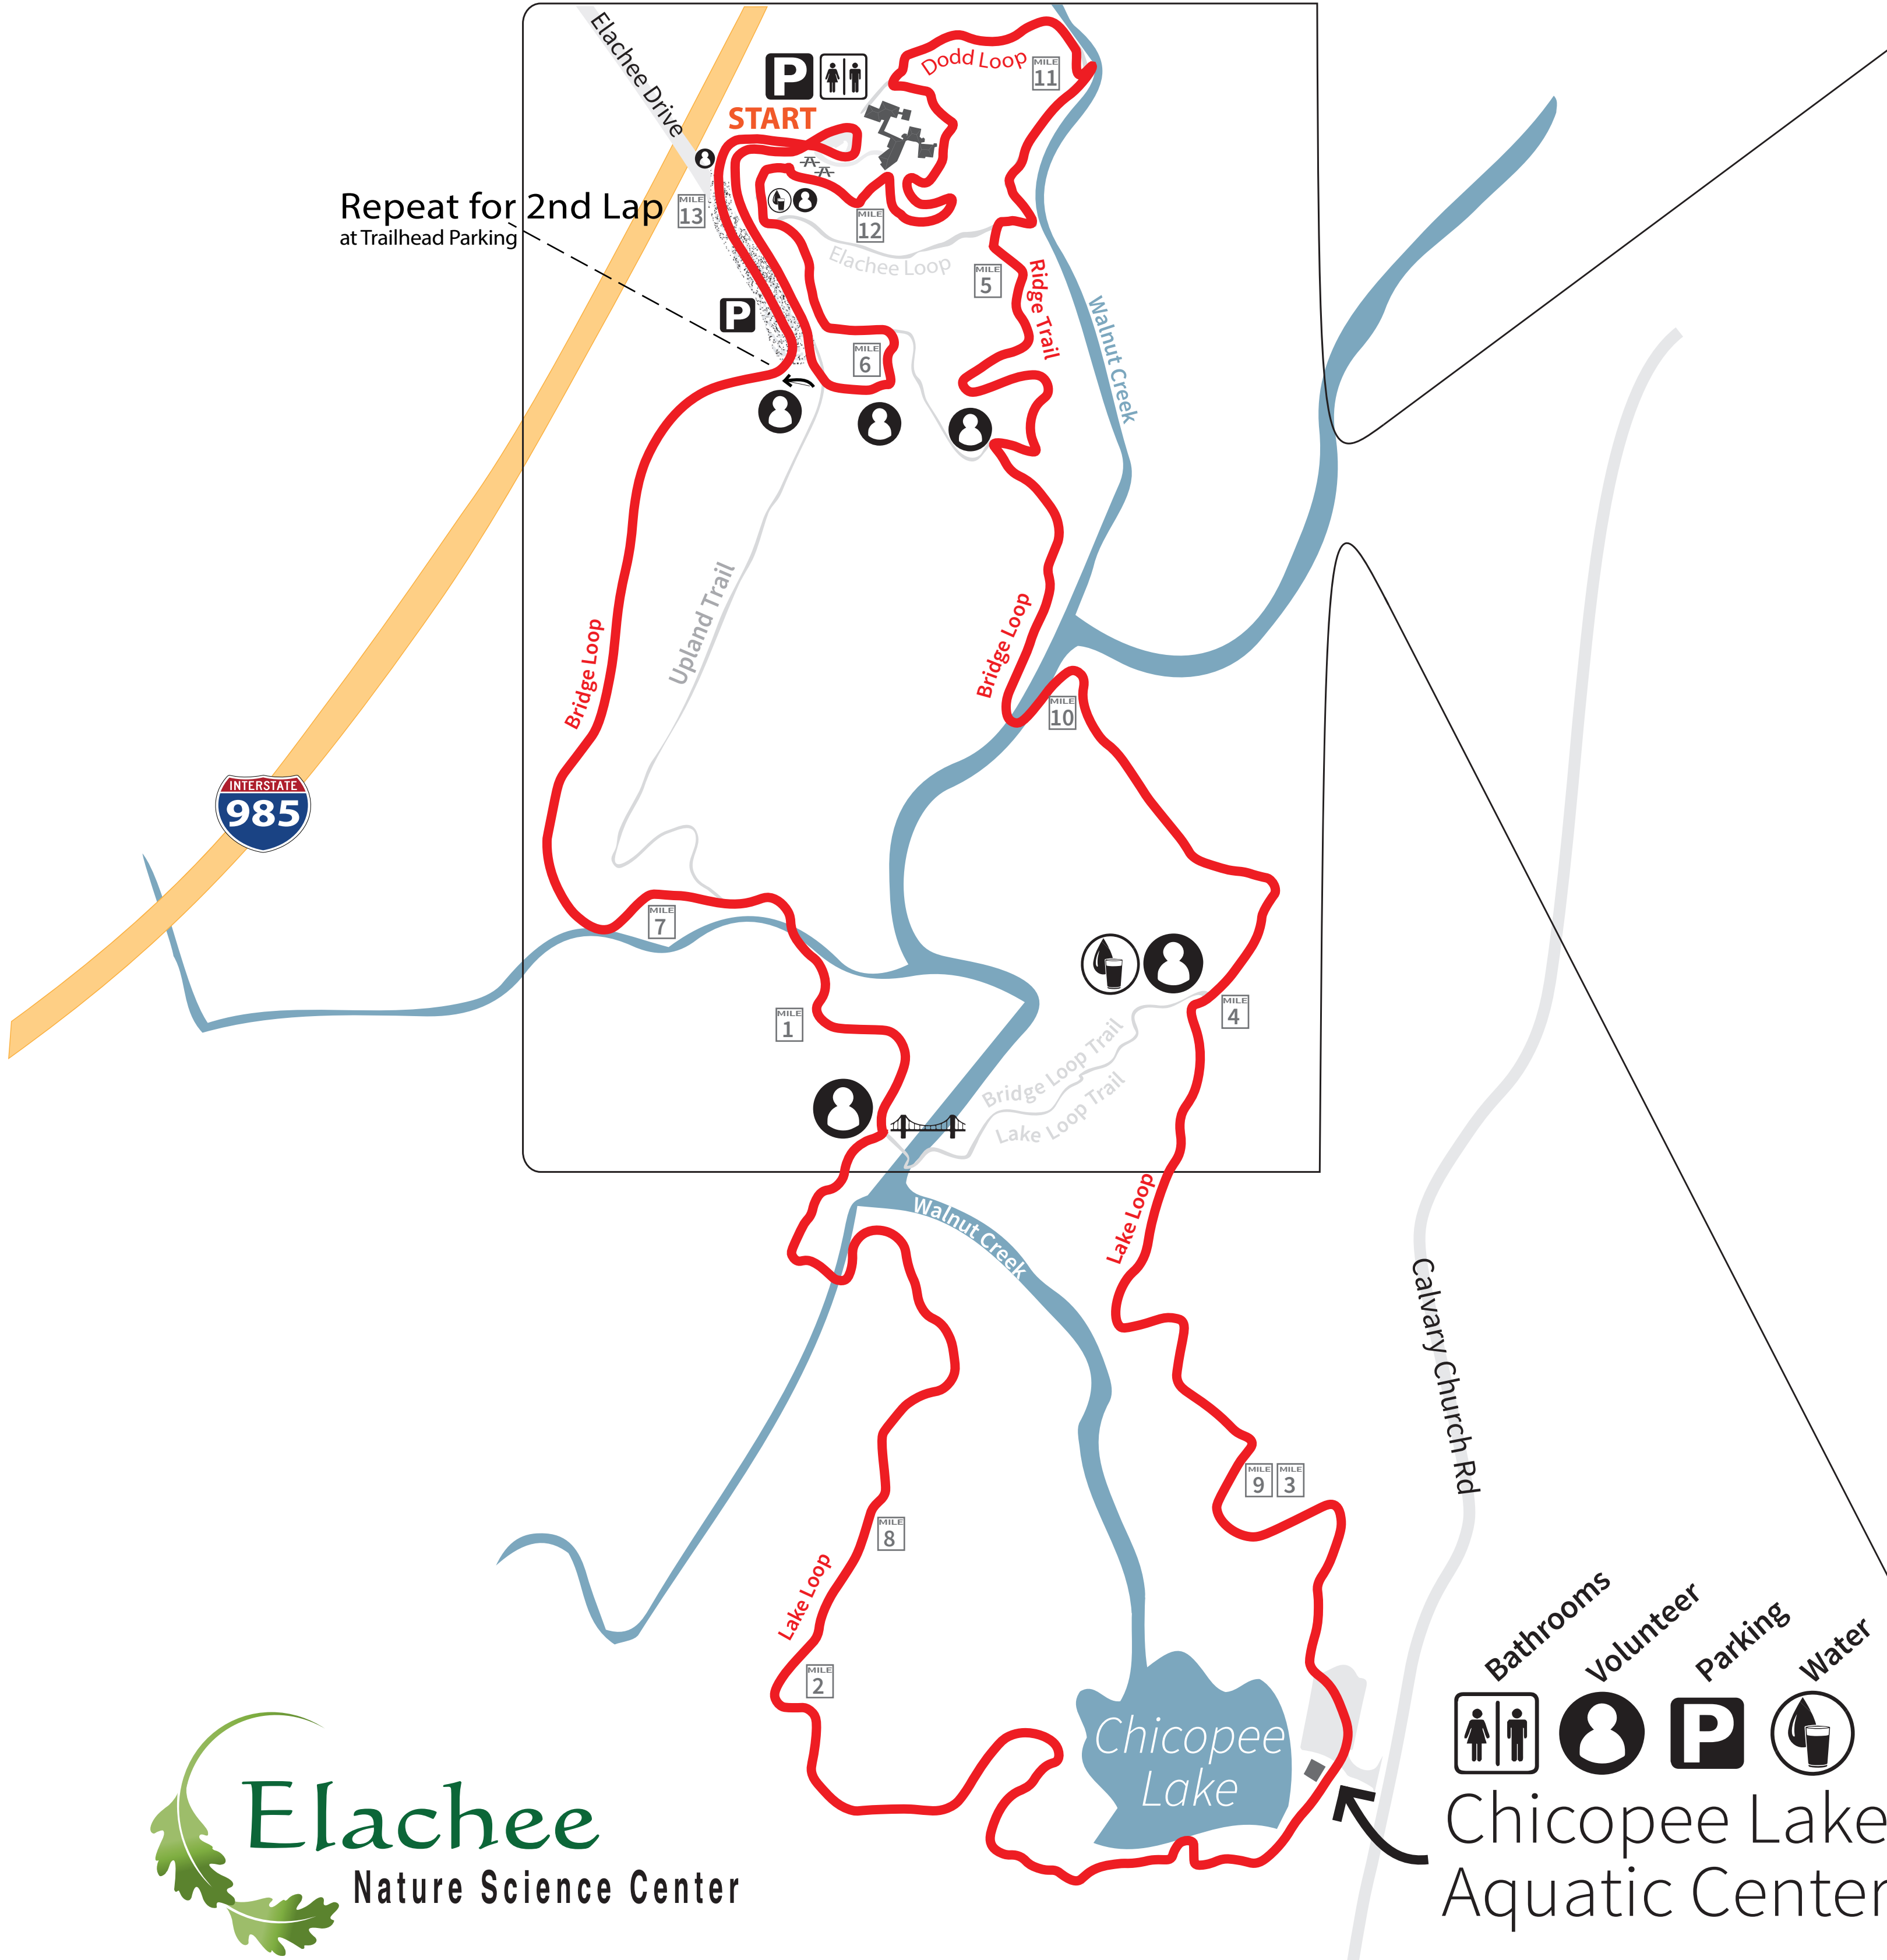 Elachee Drive
P
START
Dodd Loop
MILE
11
Repeat for 2nd Lap
at Trailhead Parking
MILE
13
MILE
12
Elachee Loop
MILE
5
Ridge Trail
Walnut Creek
P
MILE
6
Upland Trail
Bridge Loop
Bridge Loop
MILE
10
INTERSTATE
985
MILE
7
MILE
1
MILE
4
Bridge Loop Trail
Lake Loop Trail
Walnut Creek
Lake Loop
Calvary Church Rd
MILE
9
MILE
3
MILE
8
Lake Loop
MILE
2
Chicopee
Lake
Bathrooms
Volunteer
Parking
Water
P
Chicopee Lake
Aquatic Center
Elachee
Nature Science Center